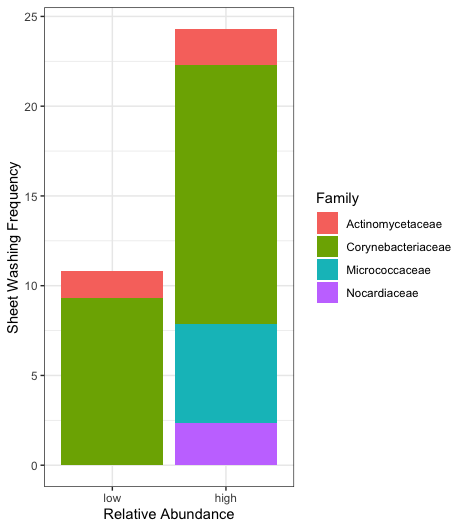 25
20
15
10
5
0
Sheet Washing Frequency
low high
Relative Abundance
Family
Actinomycetaceae
Corynebacteriaceae
Micrococcaceae
Nocardiaceae